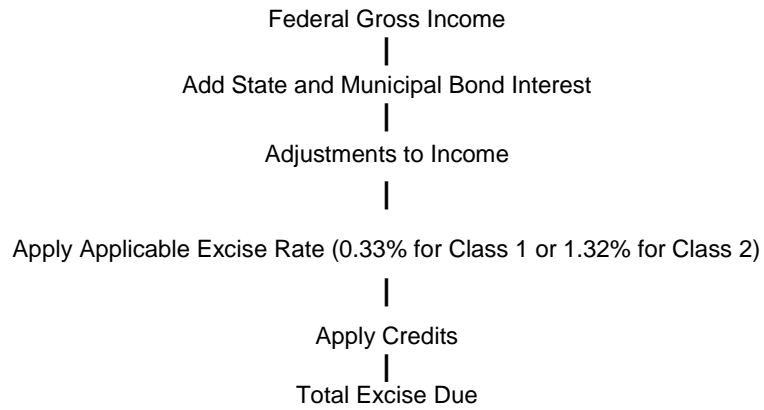 Federal Gross Income
Add State and Municipal Bond Interest
Adjustments to Income
Apply Applicable Excise Rate (0.33% for Class 1 or 1.32% for Class 2)
Apply Credits
Total Excise Due